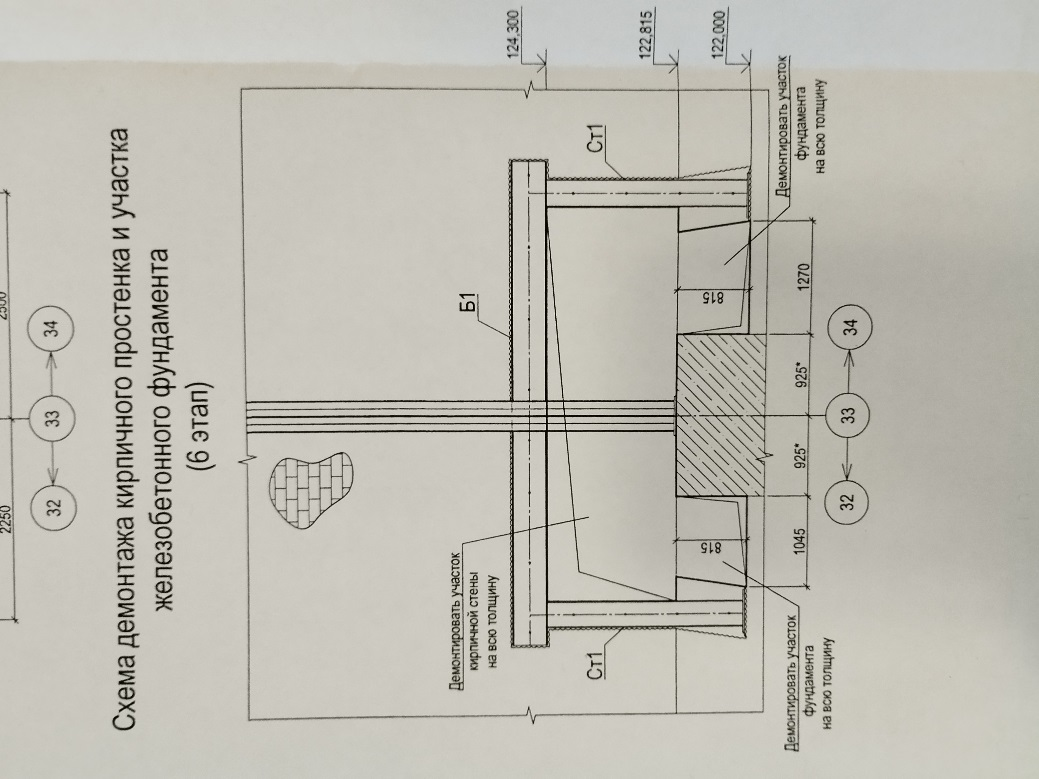 2250
2500
32
33
34
Схема демонтажа кирпичного простенка и участка
железобетонного фундамента
(6 этап)
Демонтировать участок
кирпичной стены
на всю толщину
Б1
124,300
122,815
122,000
Ст1
Ст1
815
815
1045
925*
925*
1270
Демонтировать участок
фундамента
на всю толщину
Демонтировать участок
фундамента
на всю толщину
32
33
34